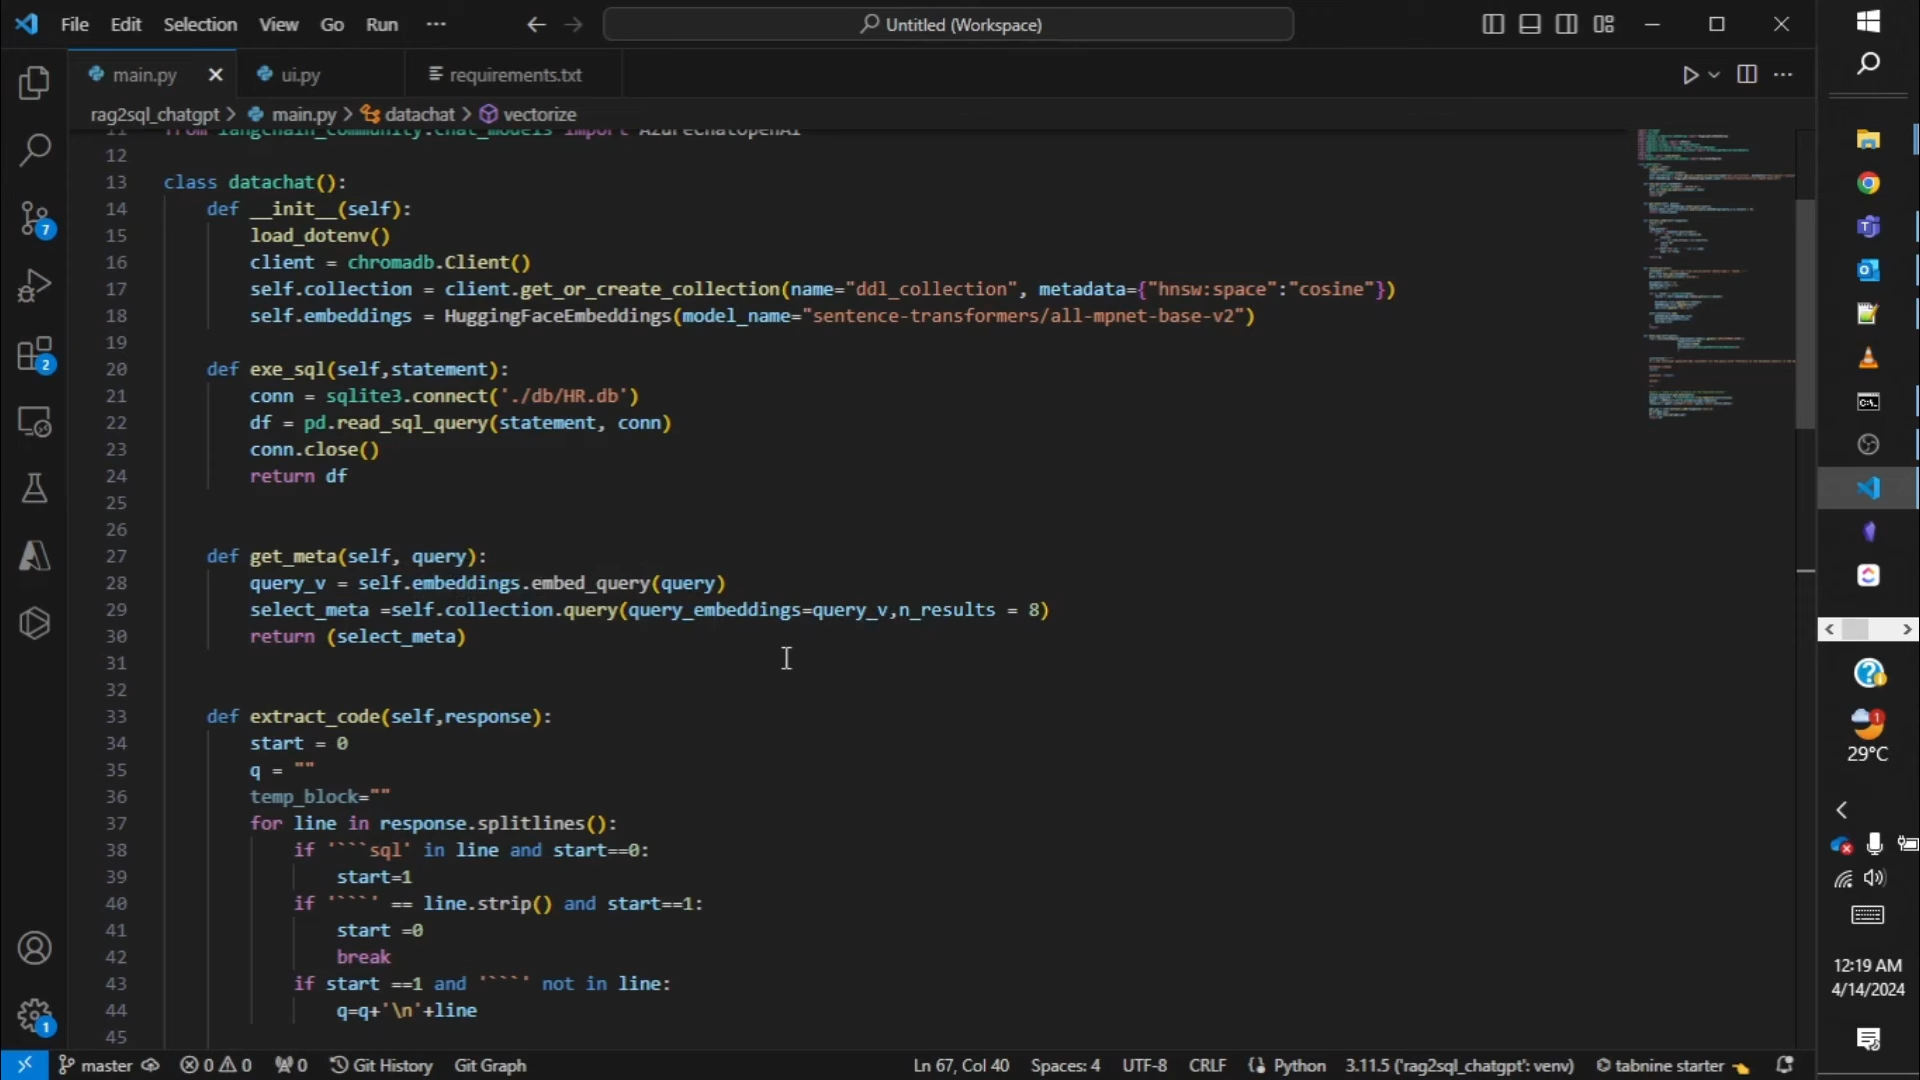 File Edit Selection View Go Run ··· Untitled (Workspace)
main.py ui.py requirements.txt
rag2sql_chatgpt > main.py > datachat > vectorize
11 from langchain_community.chat_models import AzureChatOpenAI
12
13 class datachat():
14 def __init__(self):
15 load_dotenv()
16 client = chromadb.Client()
17 self.collection = client.get_or_create_collection(name="ddl_collection", metadata={"hnsw:space":"cosine"})
18 self.embeddings = HuggingFaceEmbeddings(model_name="sentence-transformers/all-mpnet-base-v2")
19
20 def exe_sql(self,statement):
21 conn = sqlite3.connect('./db/HR.db')
22 df = pd.read_sql_query(statement, conn)
23 conn.close()
24 return df
25
26
27 def get_meta(self, query):
28 query_v = self.embeddings.embed_query(query)
29 select_meta =self.collection.query(query_embeddings=query_v,n_results = 8)
30 return (select_meta)
31
32
33 def extract_code(self,response):
34 start = 0
35 q = ""
36 temp_block=""
37 for line in response.splitlines():
38 if '```sql' in line and start==0:
39 start=1
40 if '```' == line.strip() and start==1:
41 start =0
42 break
43 if start ==1 and '```' not in line:
44 q=q+'\n'+line
45
7
2
1
master 0 0 0 Git History Git Graph Ln 67, Col 40 Spaces: 4 UTF-8 CRLF Python 3.11.5 ('rag2sql_chatgpt': venv) tabnine starter
1
29°C
12:19 AM
4/14/2024